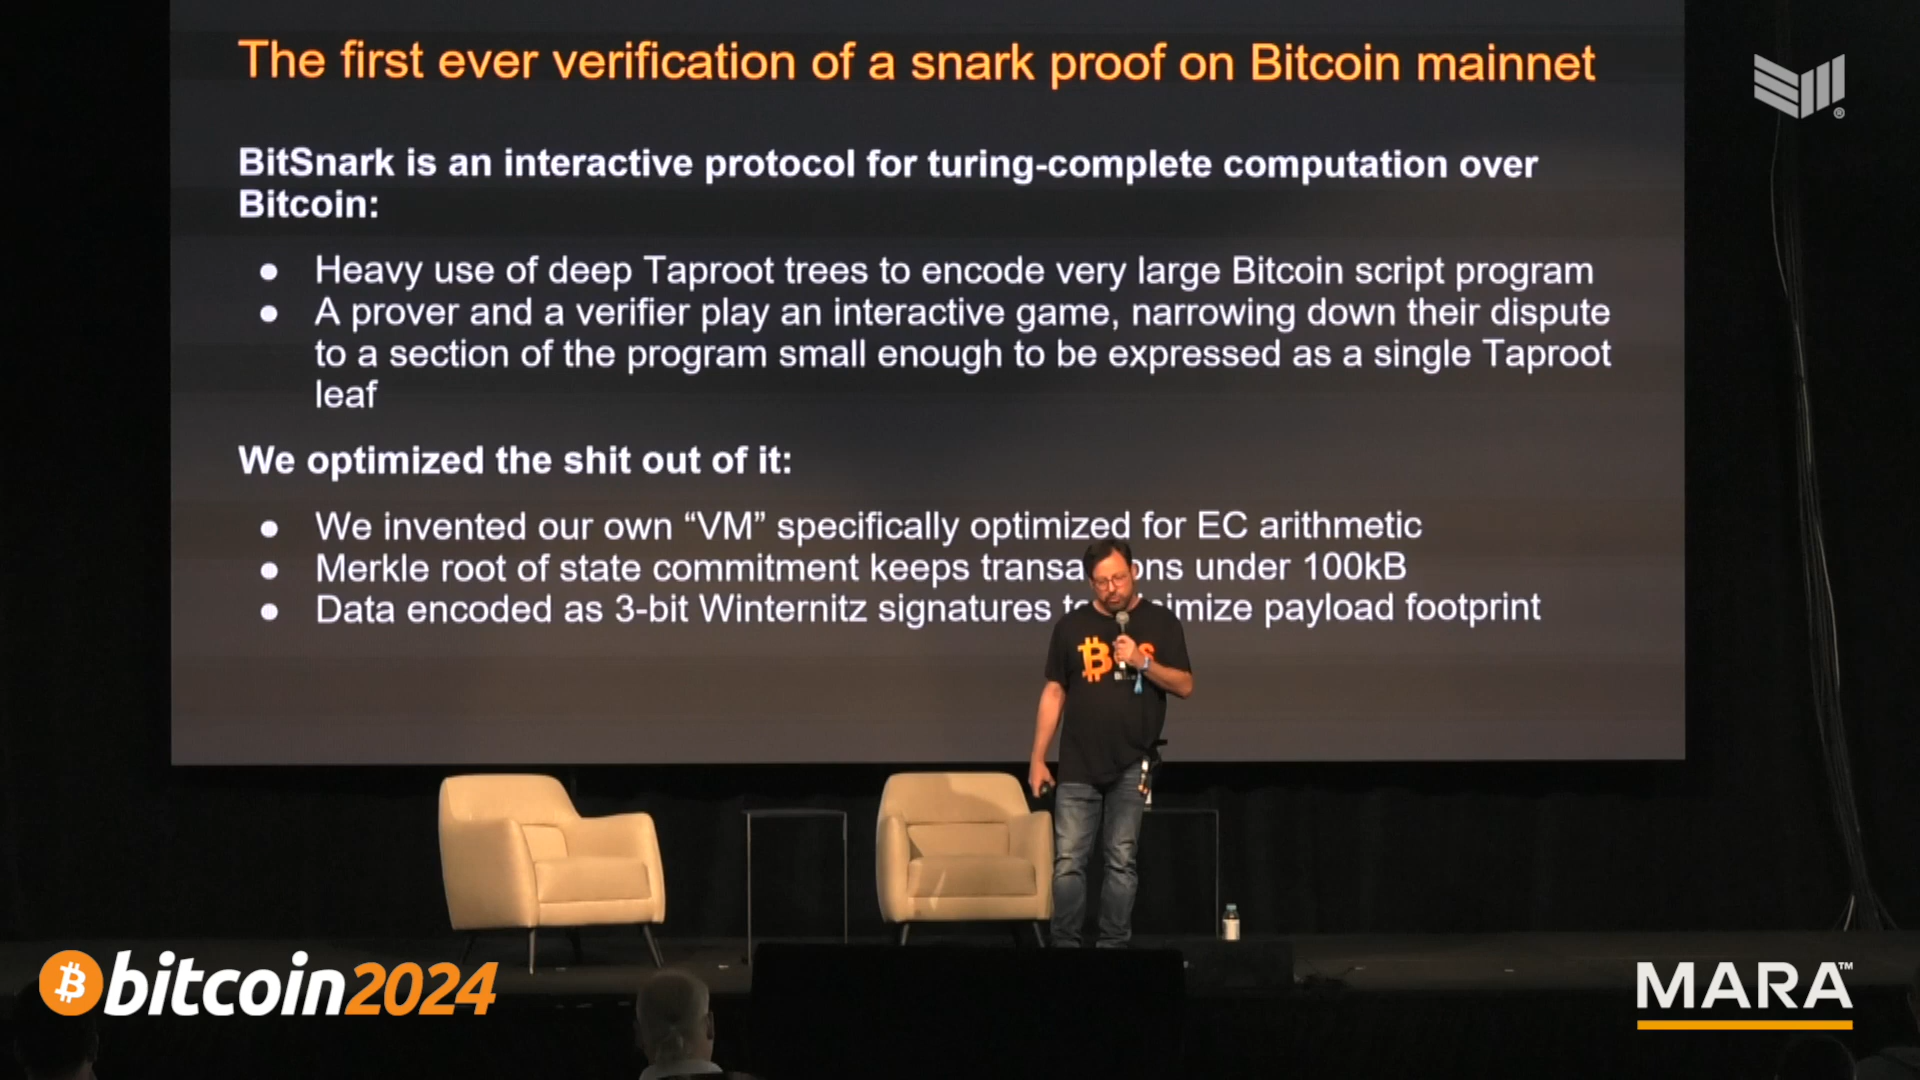 The first ever verification of a snark proof on Bitcoin mainnet
BitSnark is an interactive protocol for turing-complete computation over
Bitcoin:
● Heavy use of deep Taproot trees to encode very large Bitcoin script program
● A prover and a verifier play an interactive game, narrowing down their dispute
to a section of the program small enough to be expressed as a single Taproot
leaf
We optimized the shit out of it:
● We invented our own “VM” specifically optimized for EC arithmetic
● Merkle root of state commitment keeps under 100kB
● Data encoded as 3-bit Winternitz signatures payload footprint
bitcoin2024
MARA™